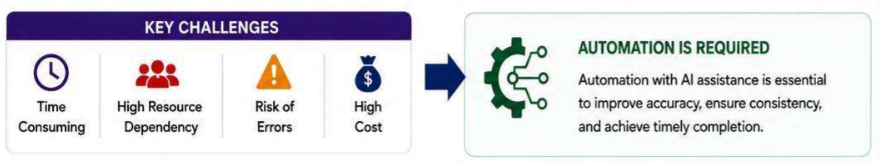 KEY CHALLENGES
Time
Consuming
High Resource
Dependency
Risk of
Errors
$
High
Cost
AUTOMATION IS REQUIRED
Automation with AI assistance is essential
to improve accuracy, ensure consistency,
and achieve timely completion.